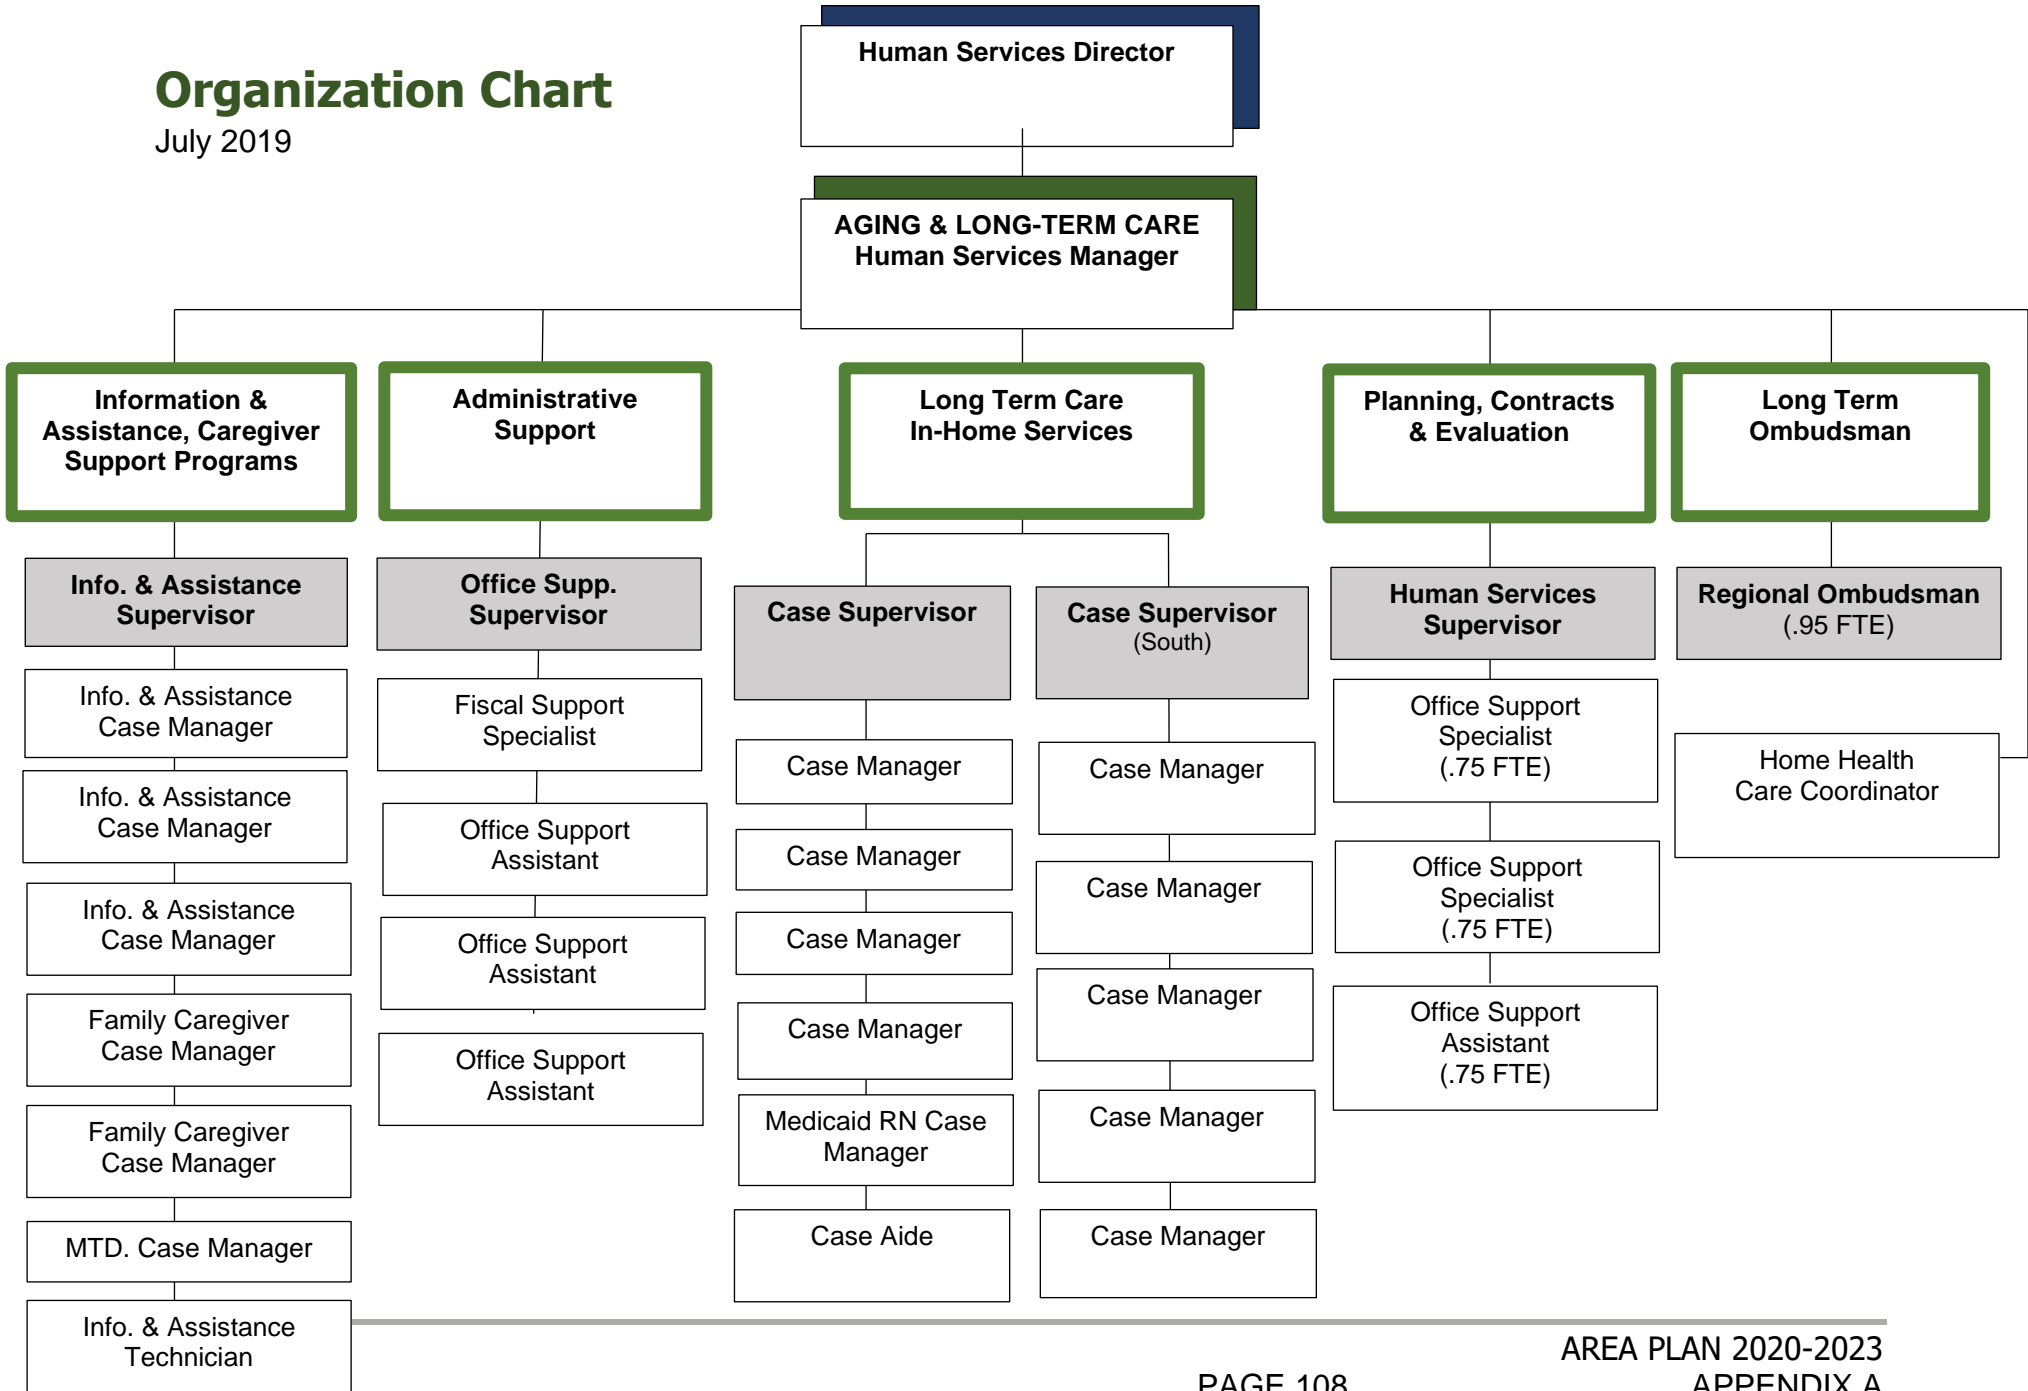 Organization Chart
July 2019
Human Services Director
AGING & LONG-TERM CARE
Human Services Manager
Information &
Assistance, Caregiver
Support Programs
Administrative
Support
Long Term Care
In-Home Services
Planning, Contracts
& Evaluation
Long Term
Ombudsman
Info. & Assistance
Supervisor
Info. & Assistance
Case Manager
Info. & Assistance
Case Manager
Info. & Assistance
Case Manager
Family Caregiver
Case Manager
Family Caregiver
Case Manager
MTD. Case Manager
Info. & Assistance
Technician
Office Supp.
Supervisor
Fiscal Support
Specialist
Office Support
Assistant
Office Support
Assistant
Office Support
Assistant
Case Supervisor
Case Manager
Case Manager
Case Manager
Case Manager
Medicaid RN Case
Manager
Case Aide
Case Supervisor
(South)
Case Manager
Case Manager
Case Manager
Case Manager
Case Manager
Human Services
Supervisor
Office Support
Specialist
(.75 FTE)
Office Support
Specialist
(.75 FTE)
Office Support
Assistant
(.75 FTE)
Regional Ombudsman
(.95 FTE)
Home Health
Care Coordinator
AREA PLAN 2020-2023
PAGE 108
APPENDIX A